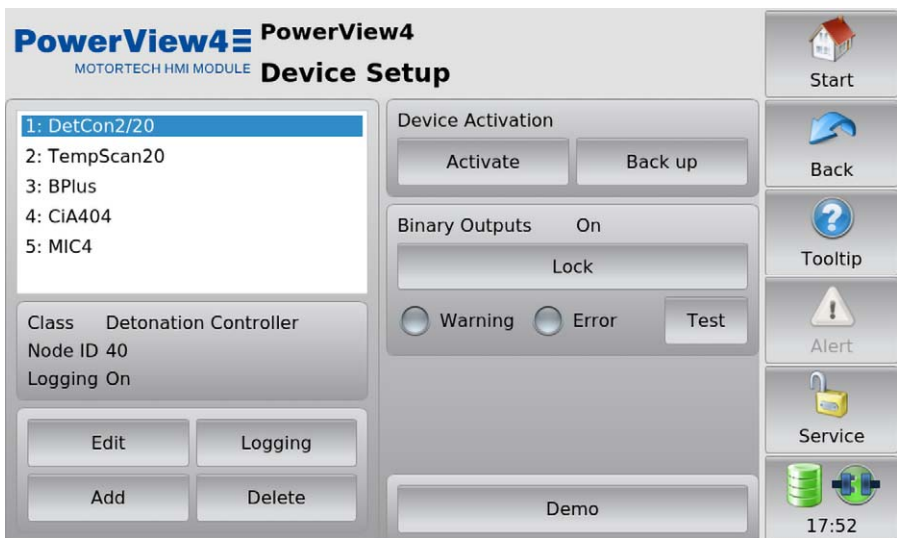 PowerView4
MOTORTECH HMI MODULE
PowerView4
Device Setup
1: DetCon2/20
2: TempScan20
3: BPlus
4: CiA404
5: MIC4
Class Detonation Controller
Node ID 40
Logging On
Edit Logging
Add Delete
Device Activation
Activate Back up
Binary Outputs On
Lock
Warning Error Test
Demo
Start
Back
Tooltip
Alert
Service
17:52